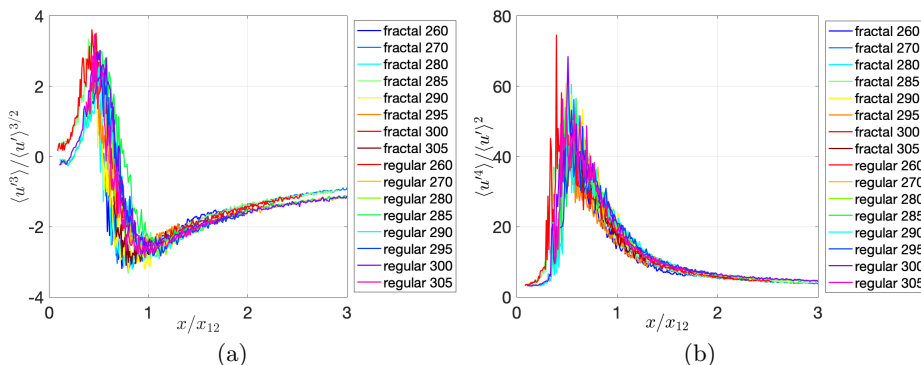 4
2
0
-2
-4
0
1
2
3
⟨u′³⟩/⟨u′⟩³ᐟ²
x/x₁₂
fractal 260
fractal 270
fractal 280
fractal 285
fractal 290
fractal 295
fractal 300
fractal 305
regular 260
regular 270
regular 280
regular 285
regular 290
regular 295
regular 300
regular 305
(a)
80
60
40
20
0
0
1
2
3
⟨u′⁴⟩/⟨u′⟩²
x/x₁₂
fractal 260
fractal 270
fractal 280
fractal 285
fractal 290
fractal 295
fractal 300
fractal 305
regular 260
regular 270
regular 280
regular 285
regular 290
regular 295
regular 300
regular 305
(b)